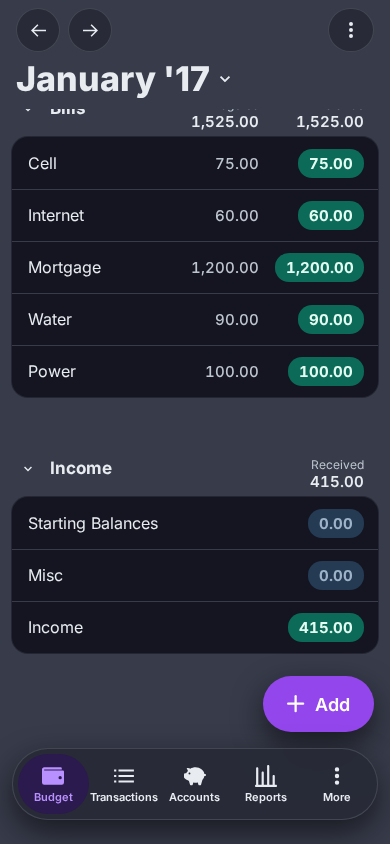 January '17
Bills
1,525.00 1,525.00
Cell 75.00 75.00
Internet 60.00 60.00
Mortgage 1,200.00 1,200.00
Water 90.00 90.00
Power 100.00 100.00
Income Received
415.00
Starting Balances 0.00
Misc 0.00
Income 415.00
Add
Budget Transactions Accounts Reports More